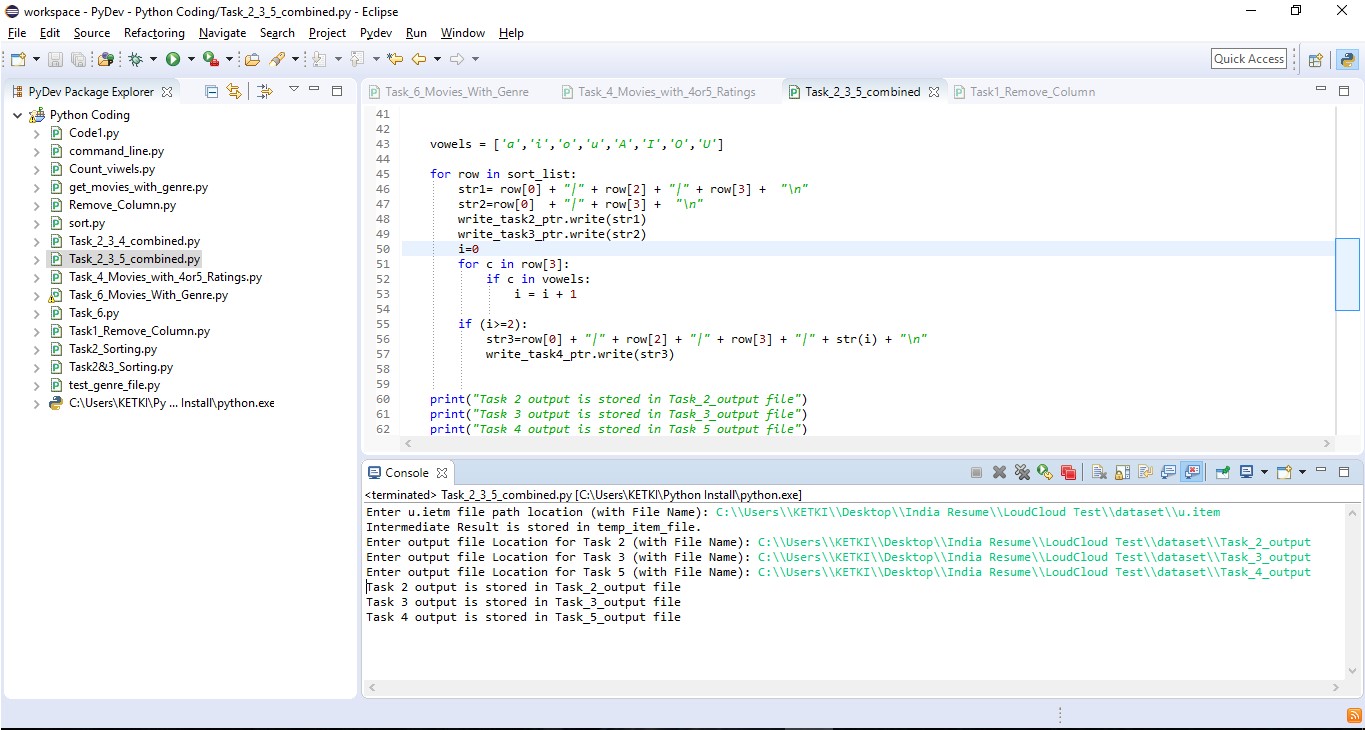 workspace - PyDev - Python Coding/Task_2_3_5_combined.py - Eclipse
File Edit Source Refactoring Navigate Search Project Pydev Run Window Help
Quick Access
PyDev Package Explorer
Python Coding
Code1.py
command_line.py
Count_viwels.py
get_movies_with_genre.py
Remove_Column.py
sort.py
Task_2_3_4_combined.py
Task_2_3_5_combined.py
Task_4_Movies_with_4or5_Ratings.py
Task_6_Movies_With_Genre.py
Task_6.py
Task1_Remove_Column.py
Task2_Sorting.py
Task2&3_Sorting.py
test_genre_file.py
C:\Users\KETKI\Py ... Install\python.exe
Task_6_Movies_With_Genre Task_4_Movies_with_4or5_Ratings Task_2_3_5_combined Task1_Remove_Column
41
42
43 vowels = ['a','i','o','u','A','I','O','U']
44
45 for row in sort_list:
46 str1= row[0] + "|" + row[2] + "|" + row[3] + "\n"
47 str2=row[0] + "|" + row[3] + "\n"
48 write_task2_ptr.write(str1)
49 write_task3_ptr.write(str2)
50 i=0
51 for c in row[3]:
52 if c in vowels:
53 i = i + 1
54
55 if (i>=2):
56 str3=row[0] + "|" + row[2] + "|" + row[3] + "|" + str(i) + "\n"
57 write_task4_ptr.write(str3)
58
59
60 print("Task 2 output is stored in Task_2_output file")
61 print("Task 3 output is stored in Task_3_output file")
62 print("Task 4 output is stored in Task 5 output file")
Console
<terminated> Task_2_3_5_combined.py [C:\Users\KETKI\Python Install\python.exe]
Enter u.ietm file path location (with File Name): C:\\Users\\KETKI\\Desktop\\India Resume\\LoudCloud Test\\dataset\\u.item
Intermediate Result is stored in temp_item_file.
Enter output file Location for Task 2 (with File Name): C:\\Users\\KETKI\\Desktop\\India Resume\\LoudCloud Test\\dataset\\Task_2_output
Enter output file Location for Task 3 (with File Name): C:\\Users\\KETKI\\Desktop\\India Resume\\LoudCloud Test\\dataset\\Task_3_output
Enter output file Location for Task 5 (with File Name): C:\\Users\\KETKI\\Desktop\\India Resume\\LoudCloud Test\\dataset\\Task_4_output
Task 2 output is stored in Task_2_output file
Task 3 output is stored in Task_3_output file
Task 4 output is stored in Task_5_output file